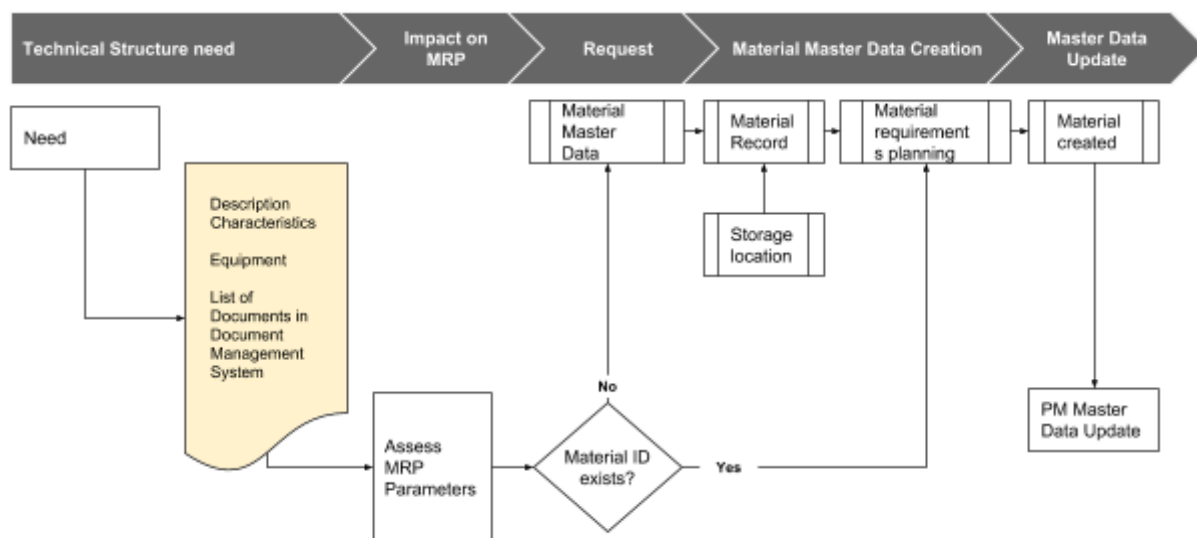 Technical Structure need
Impact on
MRP
Request
Material Master Data Creation
Master Data
Update
Need
Material
Master
Data
Material
Record
Material
requirement
s planning
Material
created
Description
Characteristics
Equipment
List of
Documents in
Document
Management
System
Storage
location
No
PM Master
Data Update
Assess
MRP
Parameters
Material ID
exists?
Yes